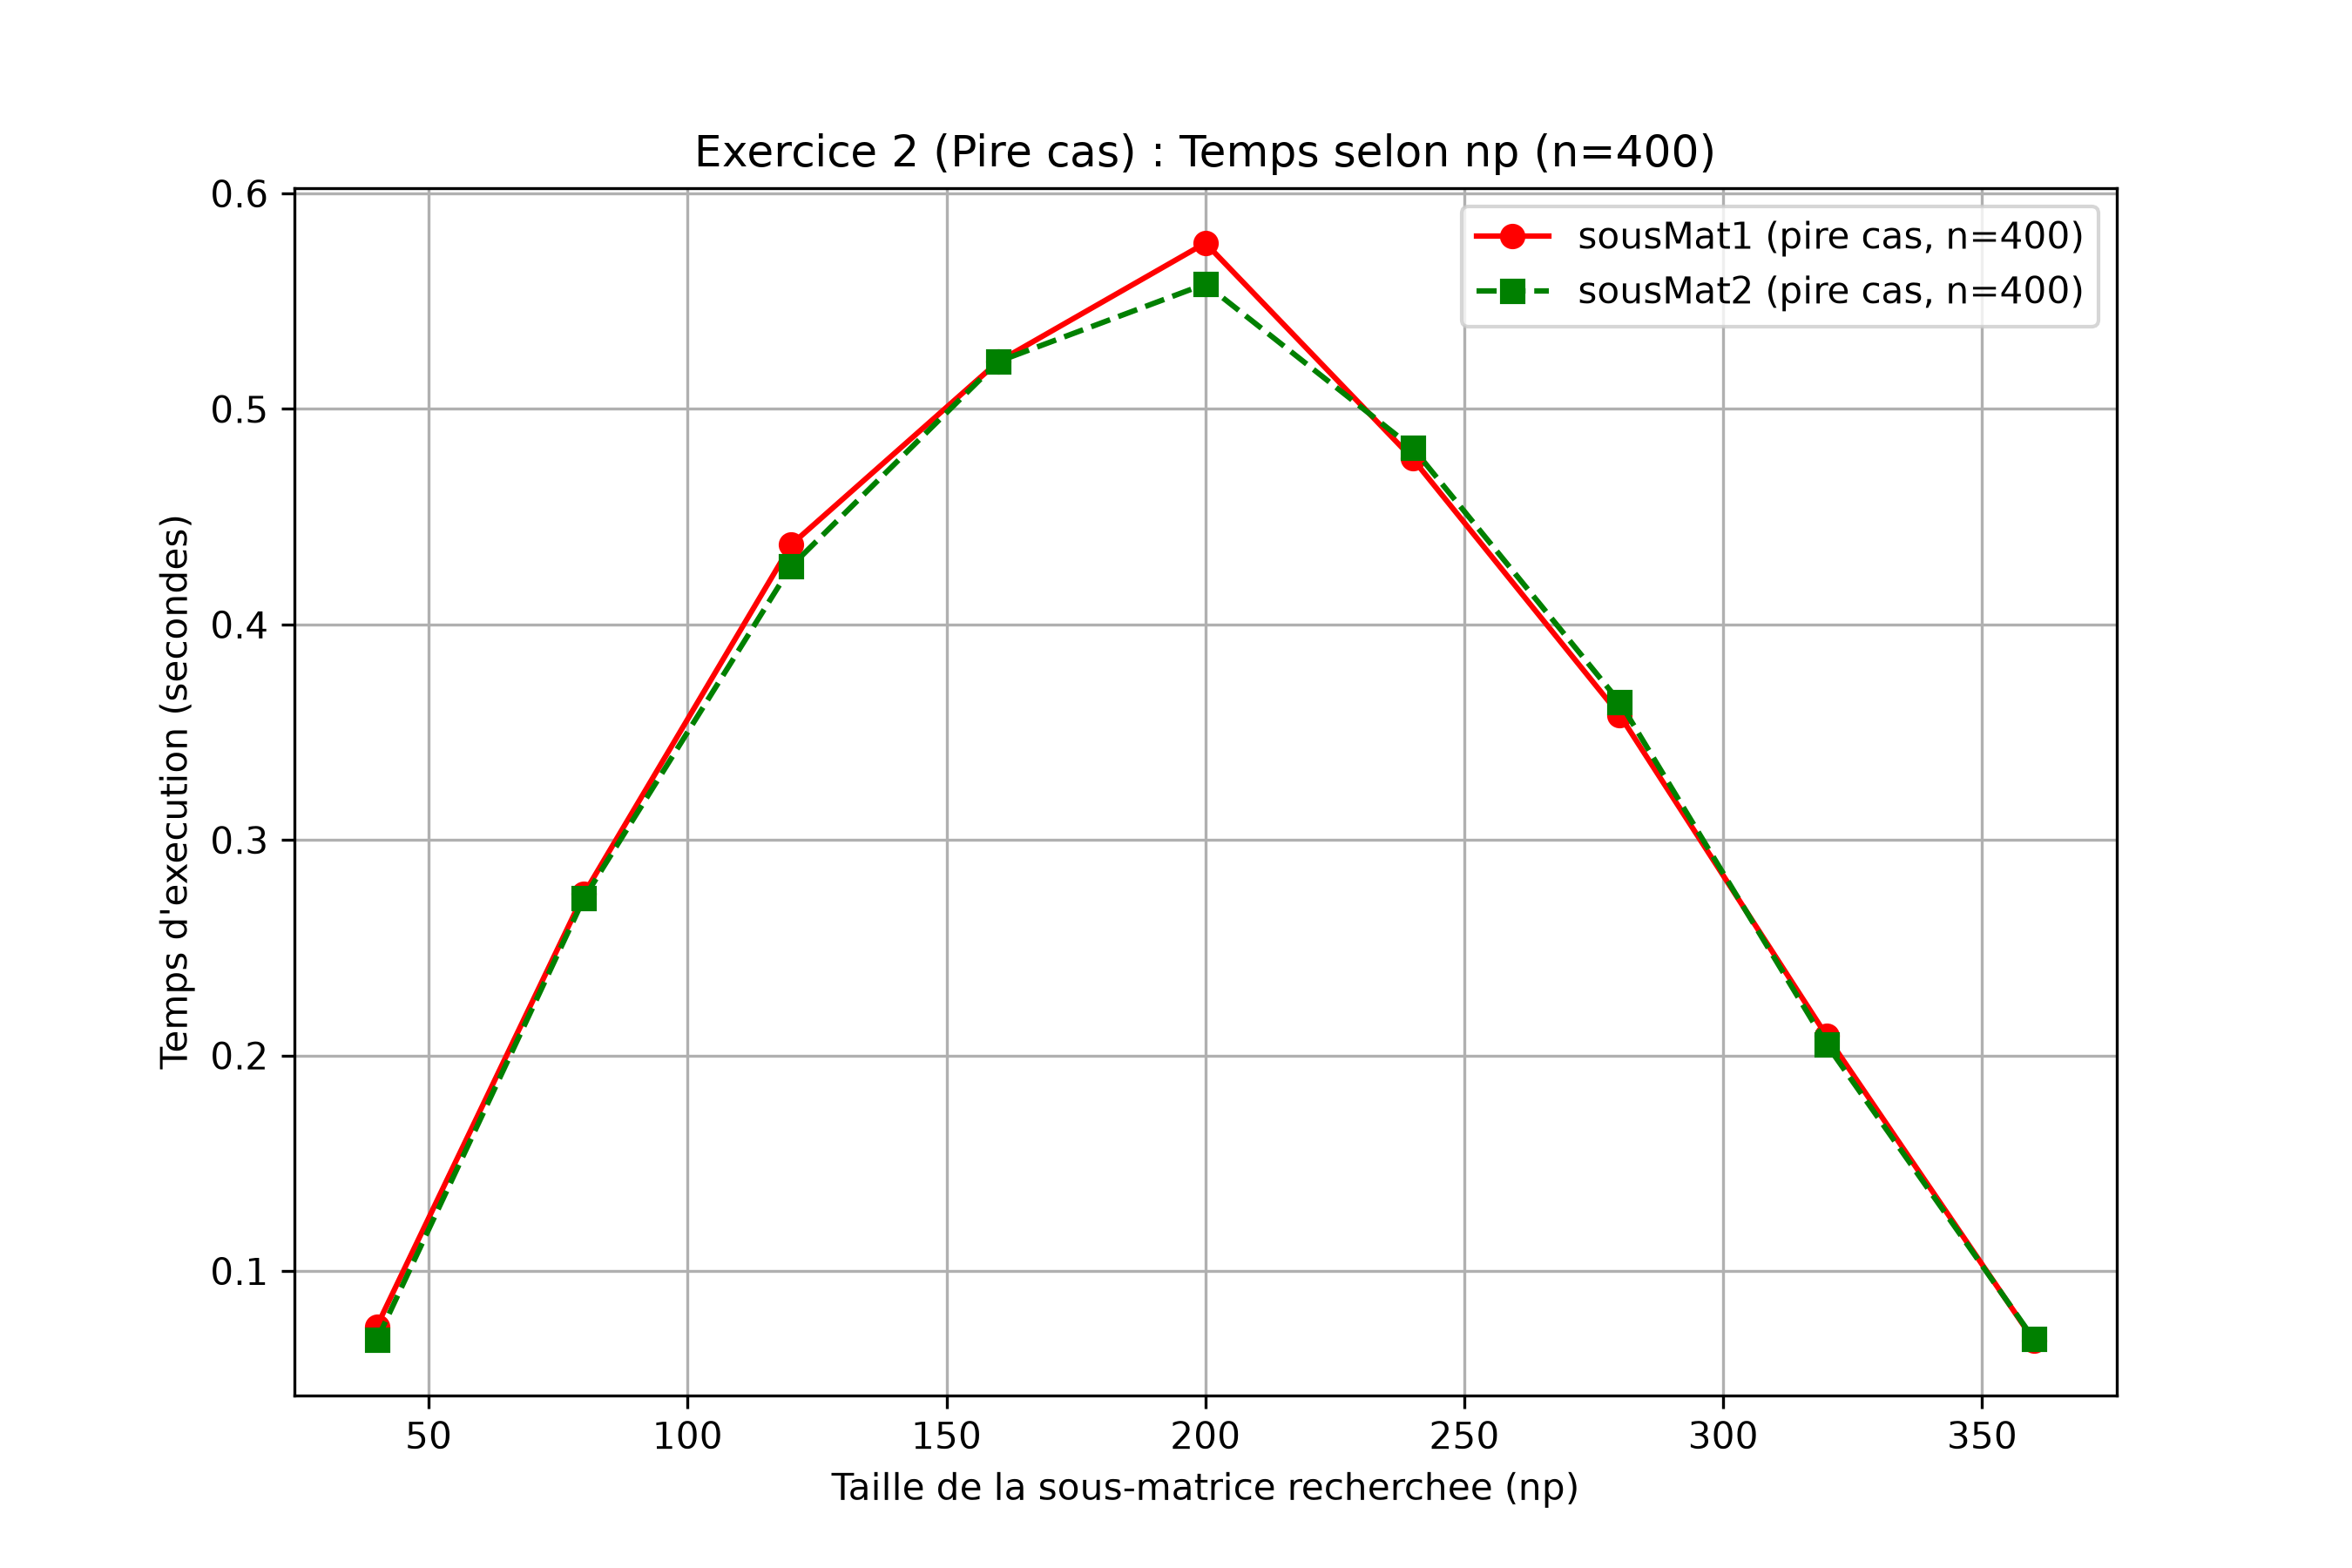 Exercice 2 (Pire cas) : Temps selon np (n=400)
sousMat1 (pire cas, n=400)
sousMat2 (pire cas, n=400)
Temps d'execution (secondes)
0.6
0.5
0.4
0.3
0.2
0.1
50 100 150 200 250 300 350
Taille de la sous-matrice recherchee (np)